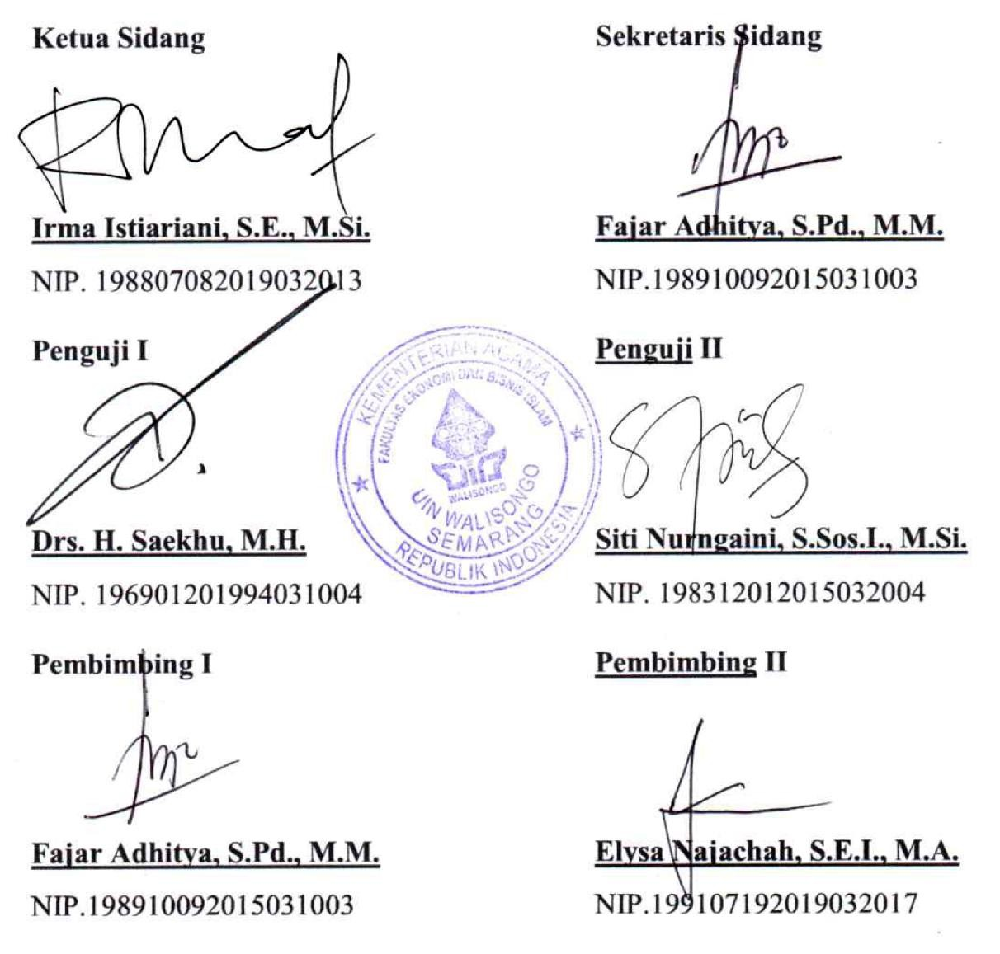 Ketua Sidang
Sekretaris Sidang
Irma Istiariani, S.E., M.Si.
Fajar Adhitya, S.Pd., M.M.
NIP. 198807082019032013
NIP.198910092015031003
Penguji I
Penguji II
KEMENTERIAN AGAMA
FAKULTAS EKONOMI DAN BISNIS ISLAM
WALISONGO
UIN WALISONGO
SEMARANG
REPUBLIK INDONESIA
Drs. H. Saekhu, M.H.
Siti Nurngaini, S.Sos.I., M.Si.
NIP. 196901201994031004
NIP. 198312012015032004
Pembimbing I
Pembimbing II
Fajar Adhitya, S.Pd., M.M.
Elysa Najachah, S.E.I., M.A.
NIP.198910092015031003
NIP.199107192019032017